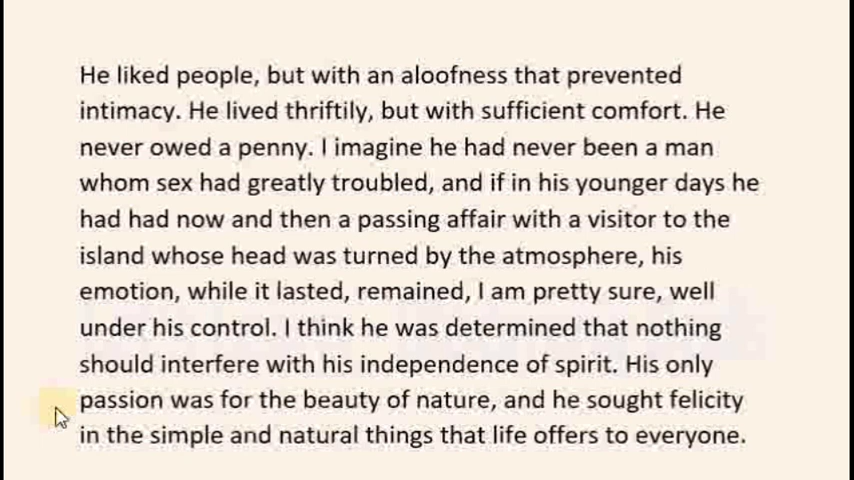 He liked people, but with an aloofness that prevented
intimacy. He lived thriftily, but with sufficient comfort. He
never owed a penny. I imagine he had never been a man
whom sex had greatly troubled, and if in his younger days he
had had now and then a passing affair with a visitor to the
island whose head was turned by the atmosphere, his
emotion, while it lasted, remained, I am pretty sure, well
under his control. I think he was determined that nothing
should interfere with his independence of spirit. His only
passion was for the beauty of nature, and he sought felicity
in the simple and natural things that life offers to everyone.